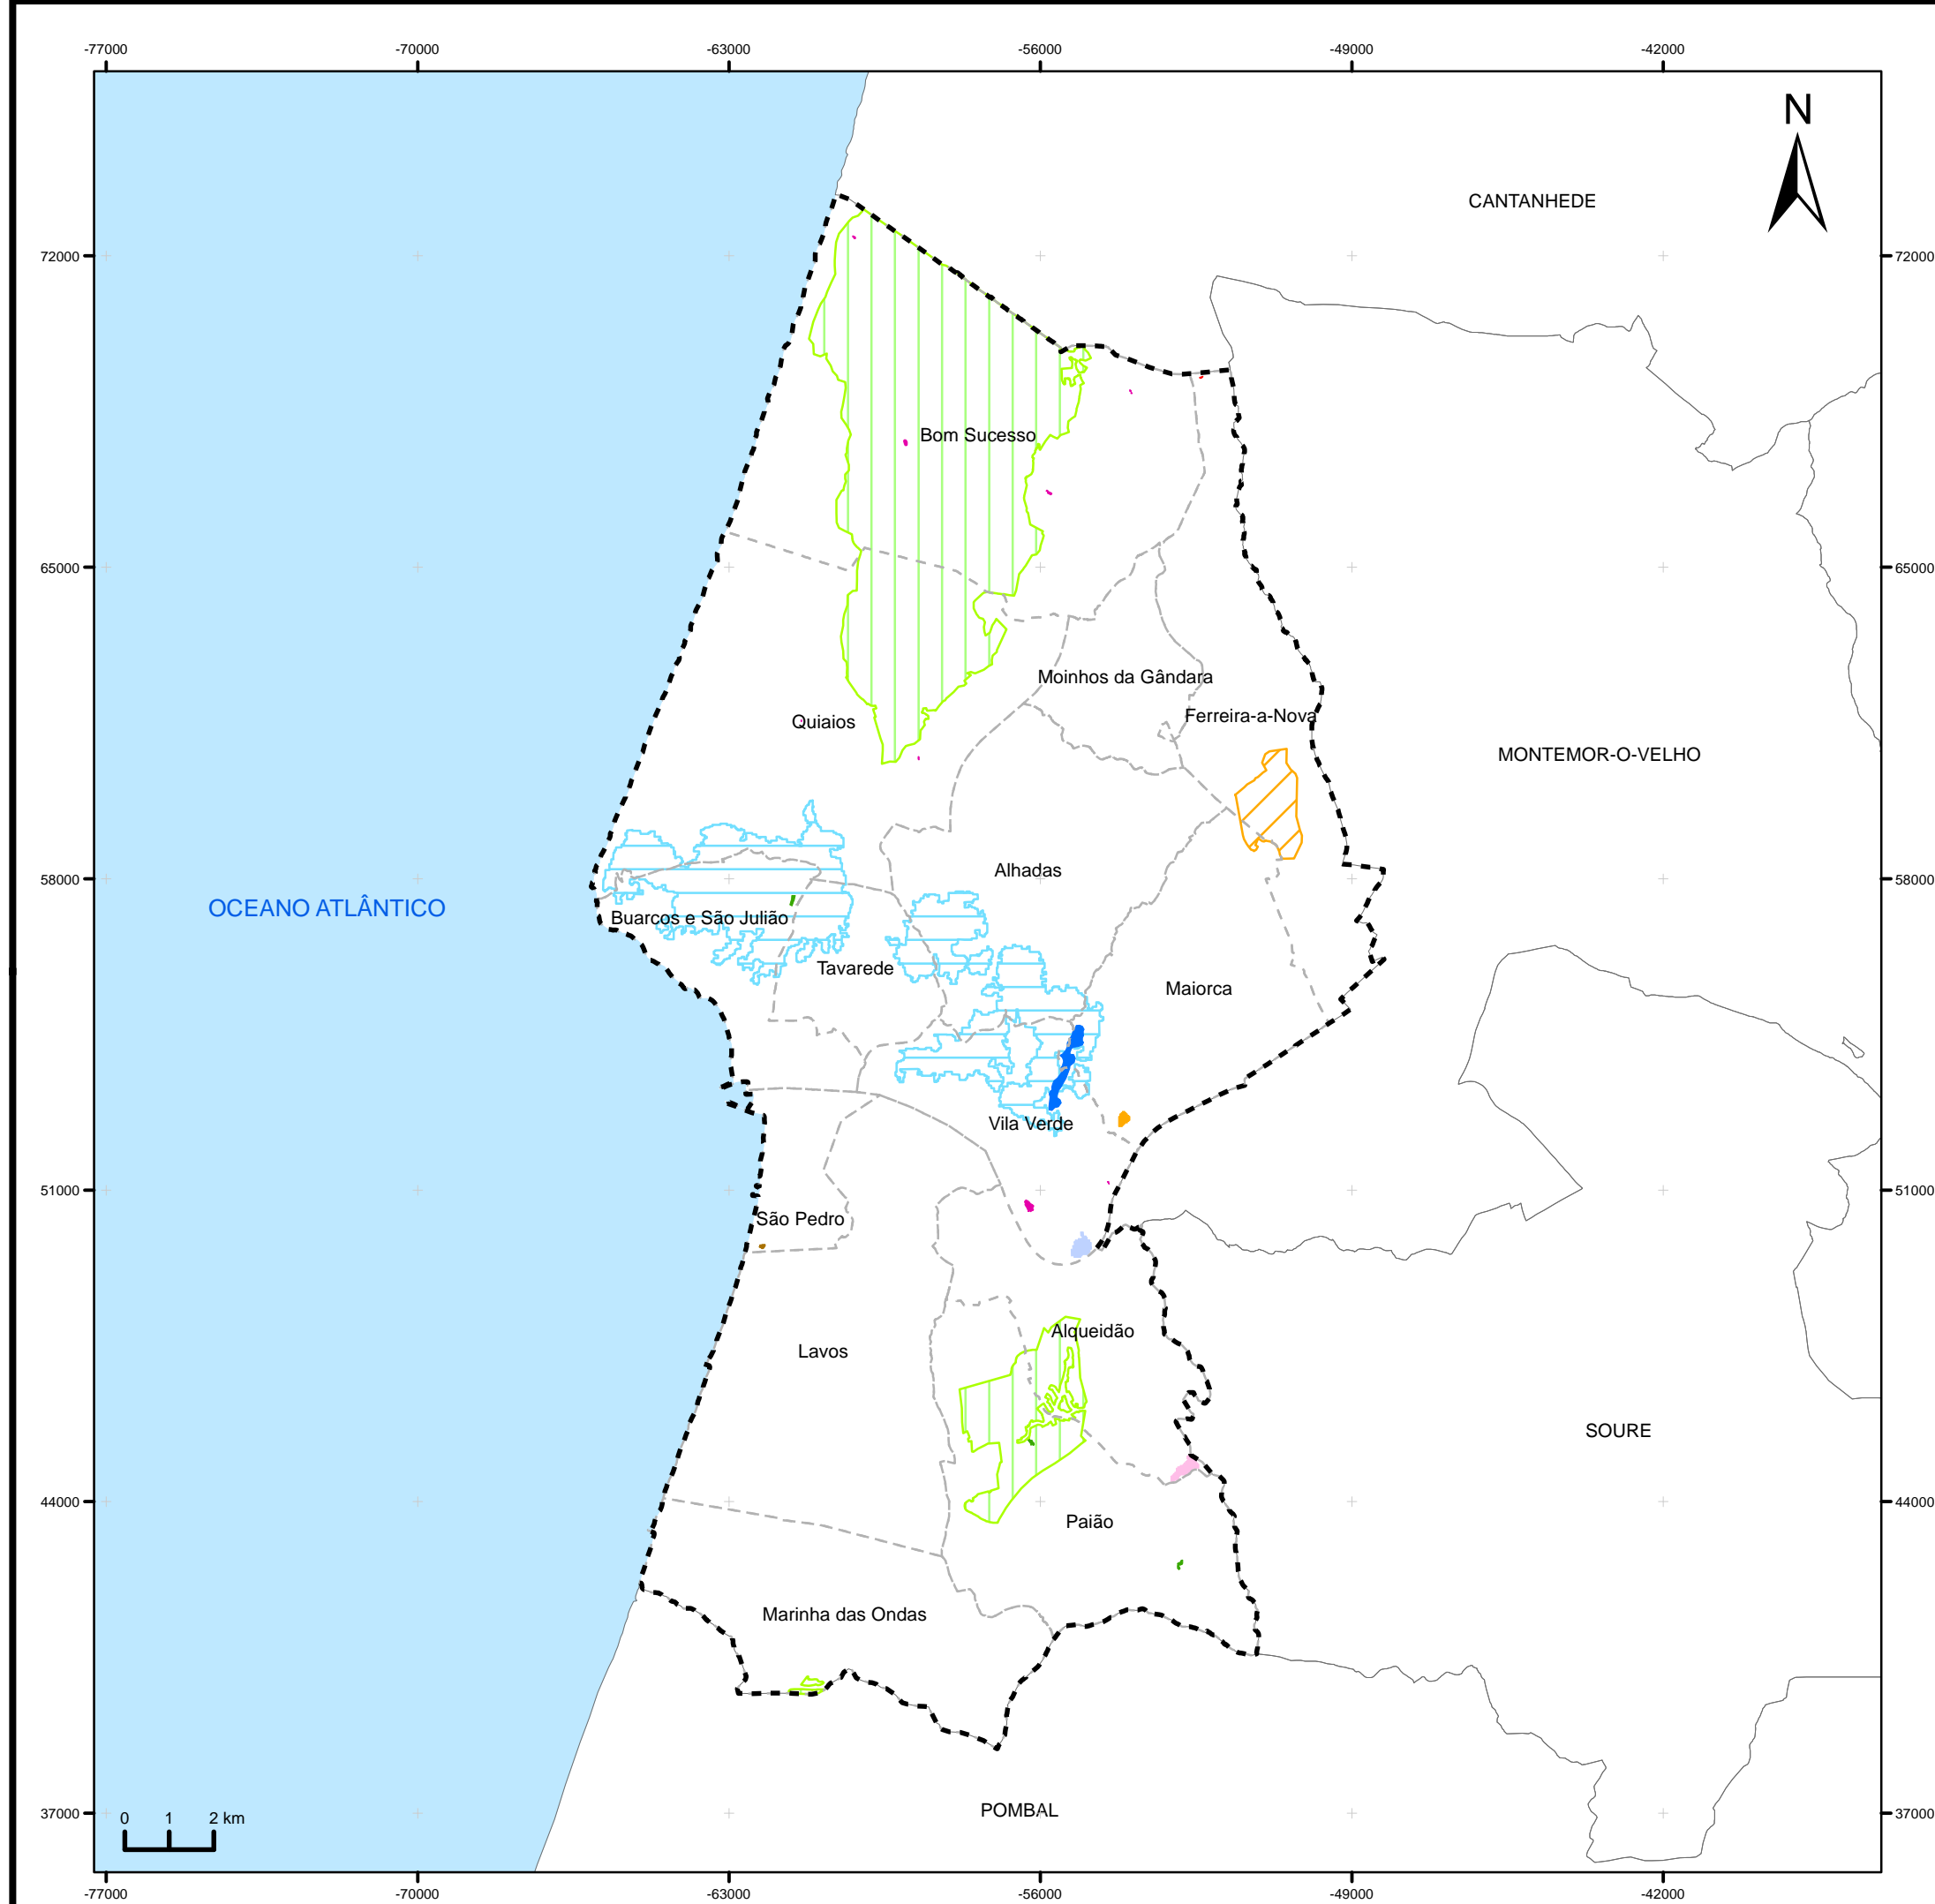 -77000 -70000 -63000 -56000 -49000 -42000
N
CANTANHEDE
72000 72000
Bom Sucesso
65000 65000
Moinhos da Gândara
Ferreira-a-Nova
Quiaios
MONTEMOR-O-VELHO
Alhadas
58000 58000
OCEANO ATLÂNTICO
Buarcos e São Julião
Tavarede
Maiorca
Vila Verde
51000 51000
São Pedro
Alqueidão
Lavos
SOURE
44000 44000
Paião
Marinha das Ondas
POMBAL
37000 37000
0 1 2 km
-77000 -70000 -63000 -56000 -49000 -42000